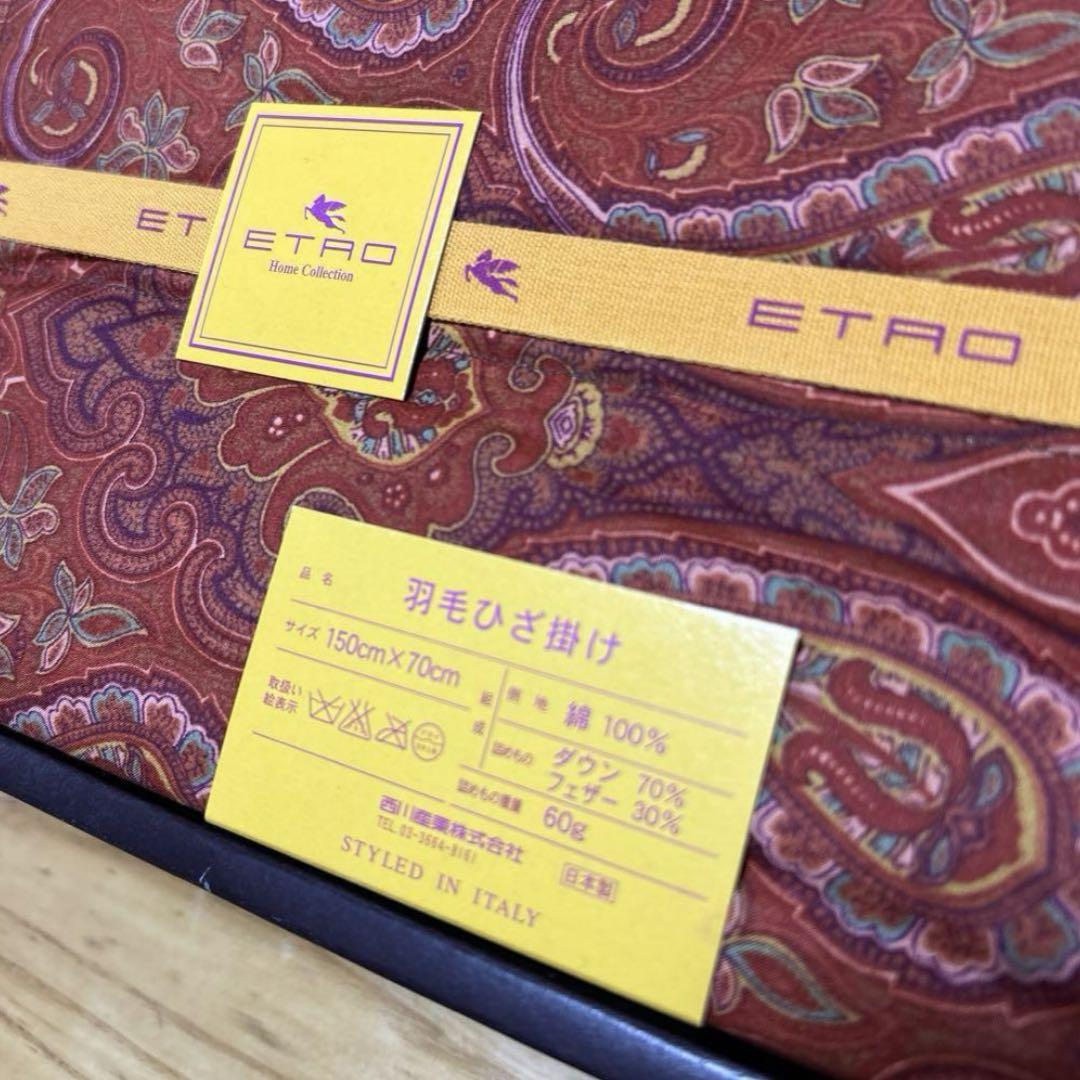 ET
ETRO
Home Collection
ETRO
品名
羽毛ひざ掛け
サイズ 150cm×70cm
取扱い
絵表示
組成
側地 綿 100%
詰めもの ダウン 70%
フェザー 30%
詰めもの重量 60g
西川産業株式会社
TEL.03-3664-8161
日本製
STYLED IN ITALY